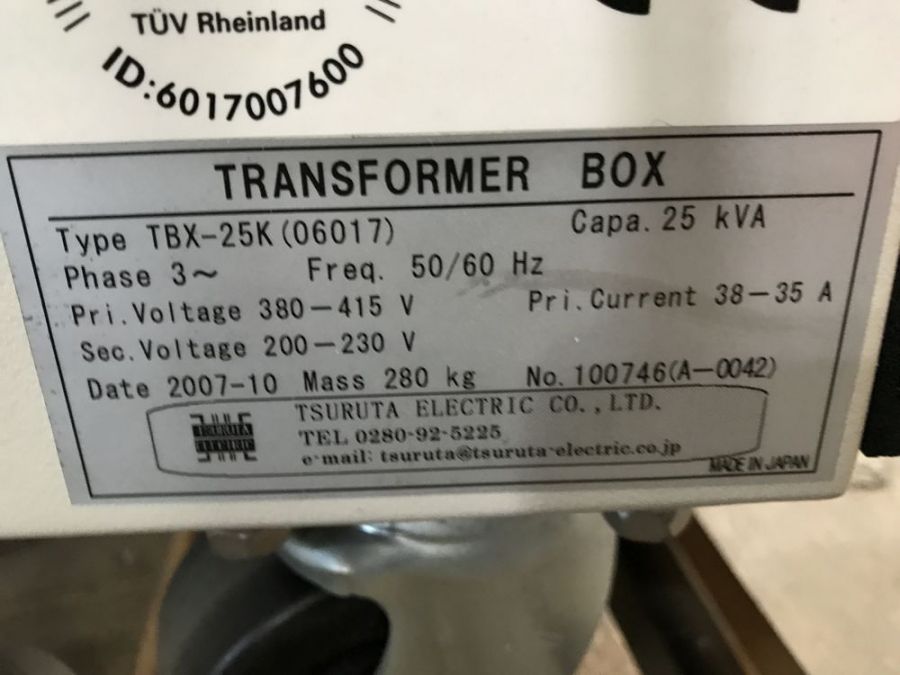 TÜV Rheinland
ID:6017007600
TRANSFORMER BOX
Type TBX-25K(06017) Capa. 25 kVA
Phase 3~ Freq. 50/60 Hz
Pri.Voltage 380-415 V Pri.Current 38-35 A
Sec.Voltage 200-230 V
Date 2007-10 Mass 280 kg No. 100746(A-0042)
TSURUTA ELECTRIC
TSURUTA ELECTRIC CO.,LTD.
TEL 0280-92-5225
e-mail: tsuruta@tsuruta-electric.co.jp
MADE IN JAPAN